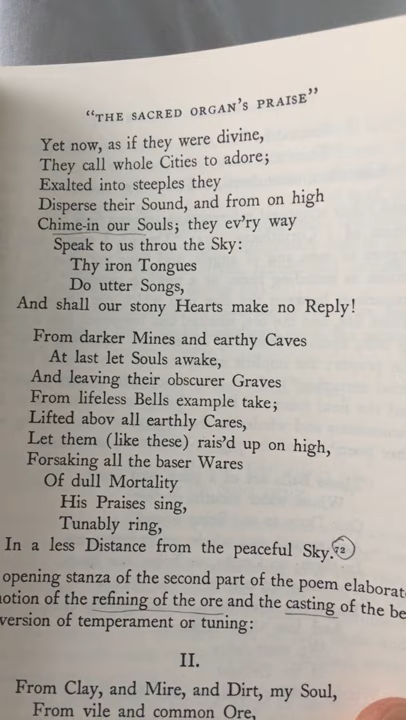 "THE SACRED ORGAN'S PRAISE"
Yet now, as if they were divine,
They call whole Cities to adore;
Exalted into steeples they
Disperse their Sound, and from on high
Chime-in our Souls; they ev'ry way
Speak to us throu the Sky:
Thy iron Tongues
Do utter Songs,
And shall our stony Hearts make no Reply!
From darker Mines and earthy Caves
At last let Souls awake,
And leaving their obscurer Graves
From lifeless Bells example take;
Lifted abov all earthly Cares,
Let them (like these) rais'd up on high,
Forsaking all the baser Wares
Of dull Mortality
His Praises sing,
Tunably ring,
In a less Distance from the peaceful Sky.72
opening stanza of the second part of the poem elaborat
notion of the refining of the ore and the casting of the be
version of temperament or tuning:
II.
From Clay, and Mire, and Dirt, my Soul,
From vile and common Ore,